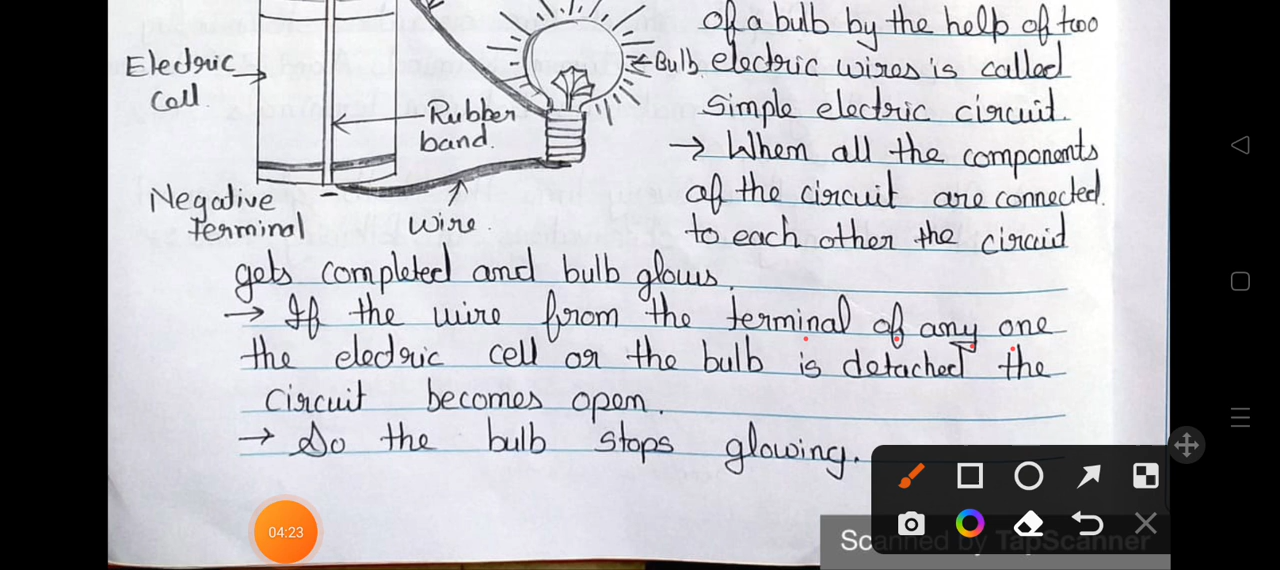 of a bulb by the help of two
Electric
Cell.
Bulb.
electric wires is called
simple electric circuit.
Rubber
band.
→ When all the components
of the circuit are connected.
Negative
terminal
wire
to each other the circuit
gets completed and bulb glows.
→ If the wire from the terminal of any one
the electric cell or the bulb is detached the
circuit becomes open.
→ So the bulb stops glowing.
04:23
Scanned by TapScanner